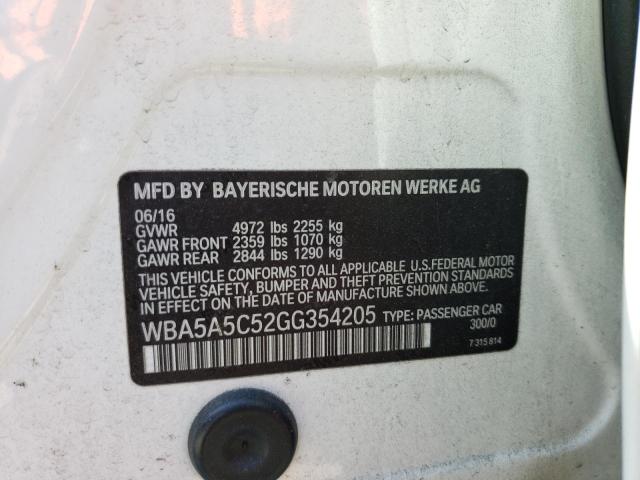 MFD BY BAYERISCHE MOTOREN WERKE AG
06/16
GVWR 4972 lbs 2255 kg
GAWR FRONT 2359 lbs 1070 kg
GAWR REAR 2844 lbs 1290 kg
THIS VEHICLE CONFORMS TO ALL APPLICABLE U.S.FEDERAL MOTOR
VEHICLE SAFETY, BUMPER AND THEFT PREVENTION STANDARDS
IN EFFECT ON THE DATE OF MANUFACTURE SHOWN ABOVE.
WBA5A5C52GG354205 TYPE: PASSENGER CAR
300/0
7 315 814